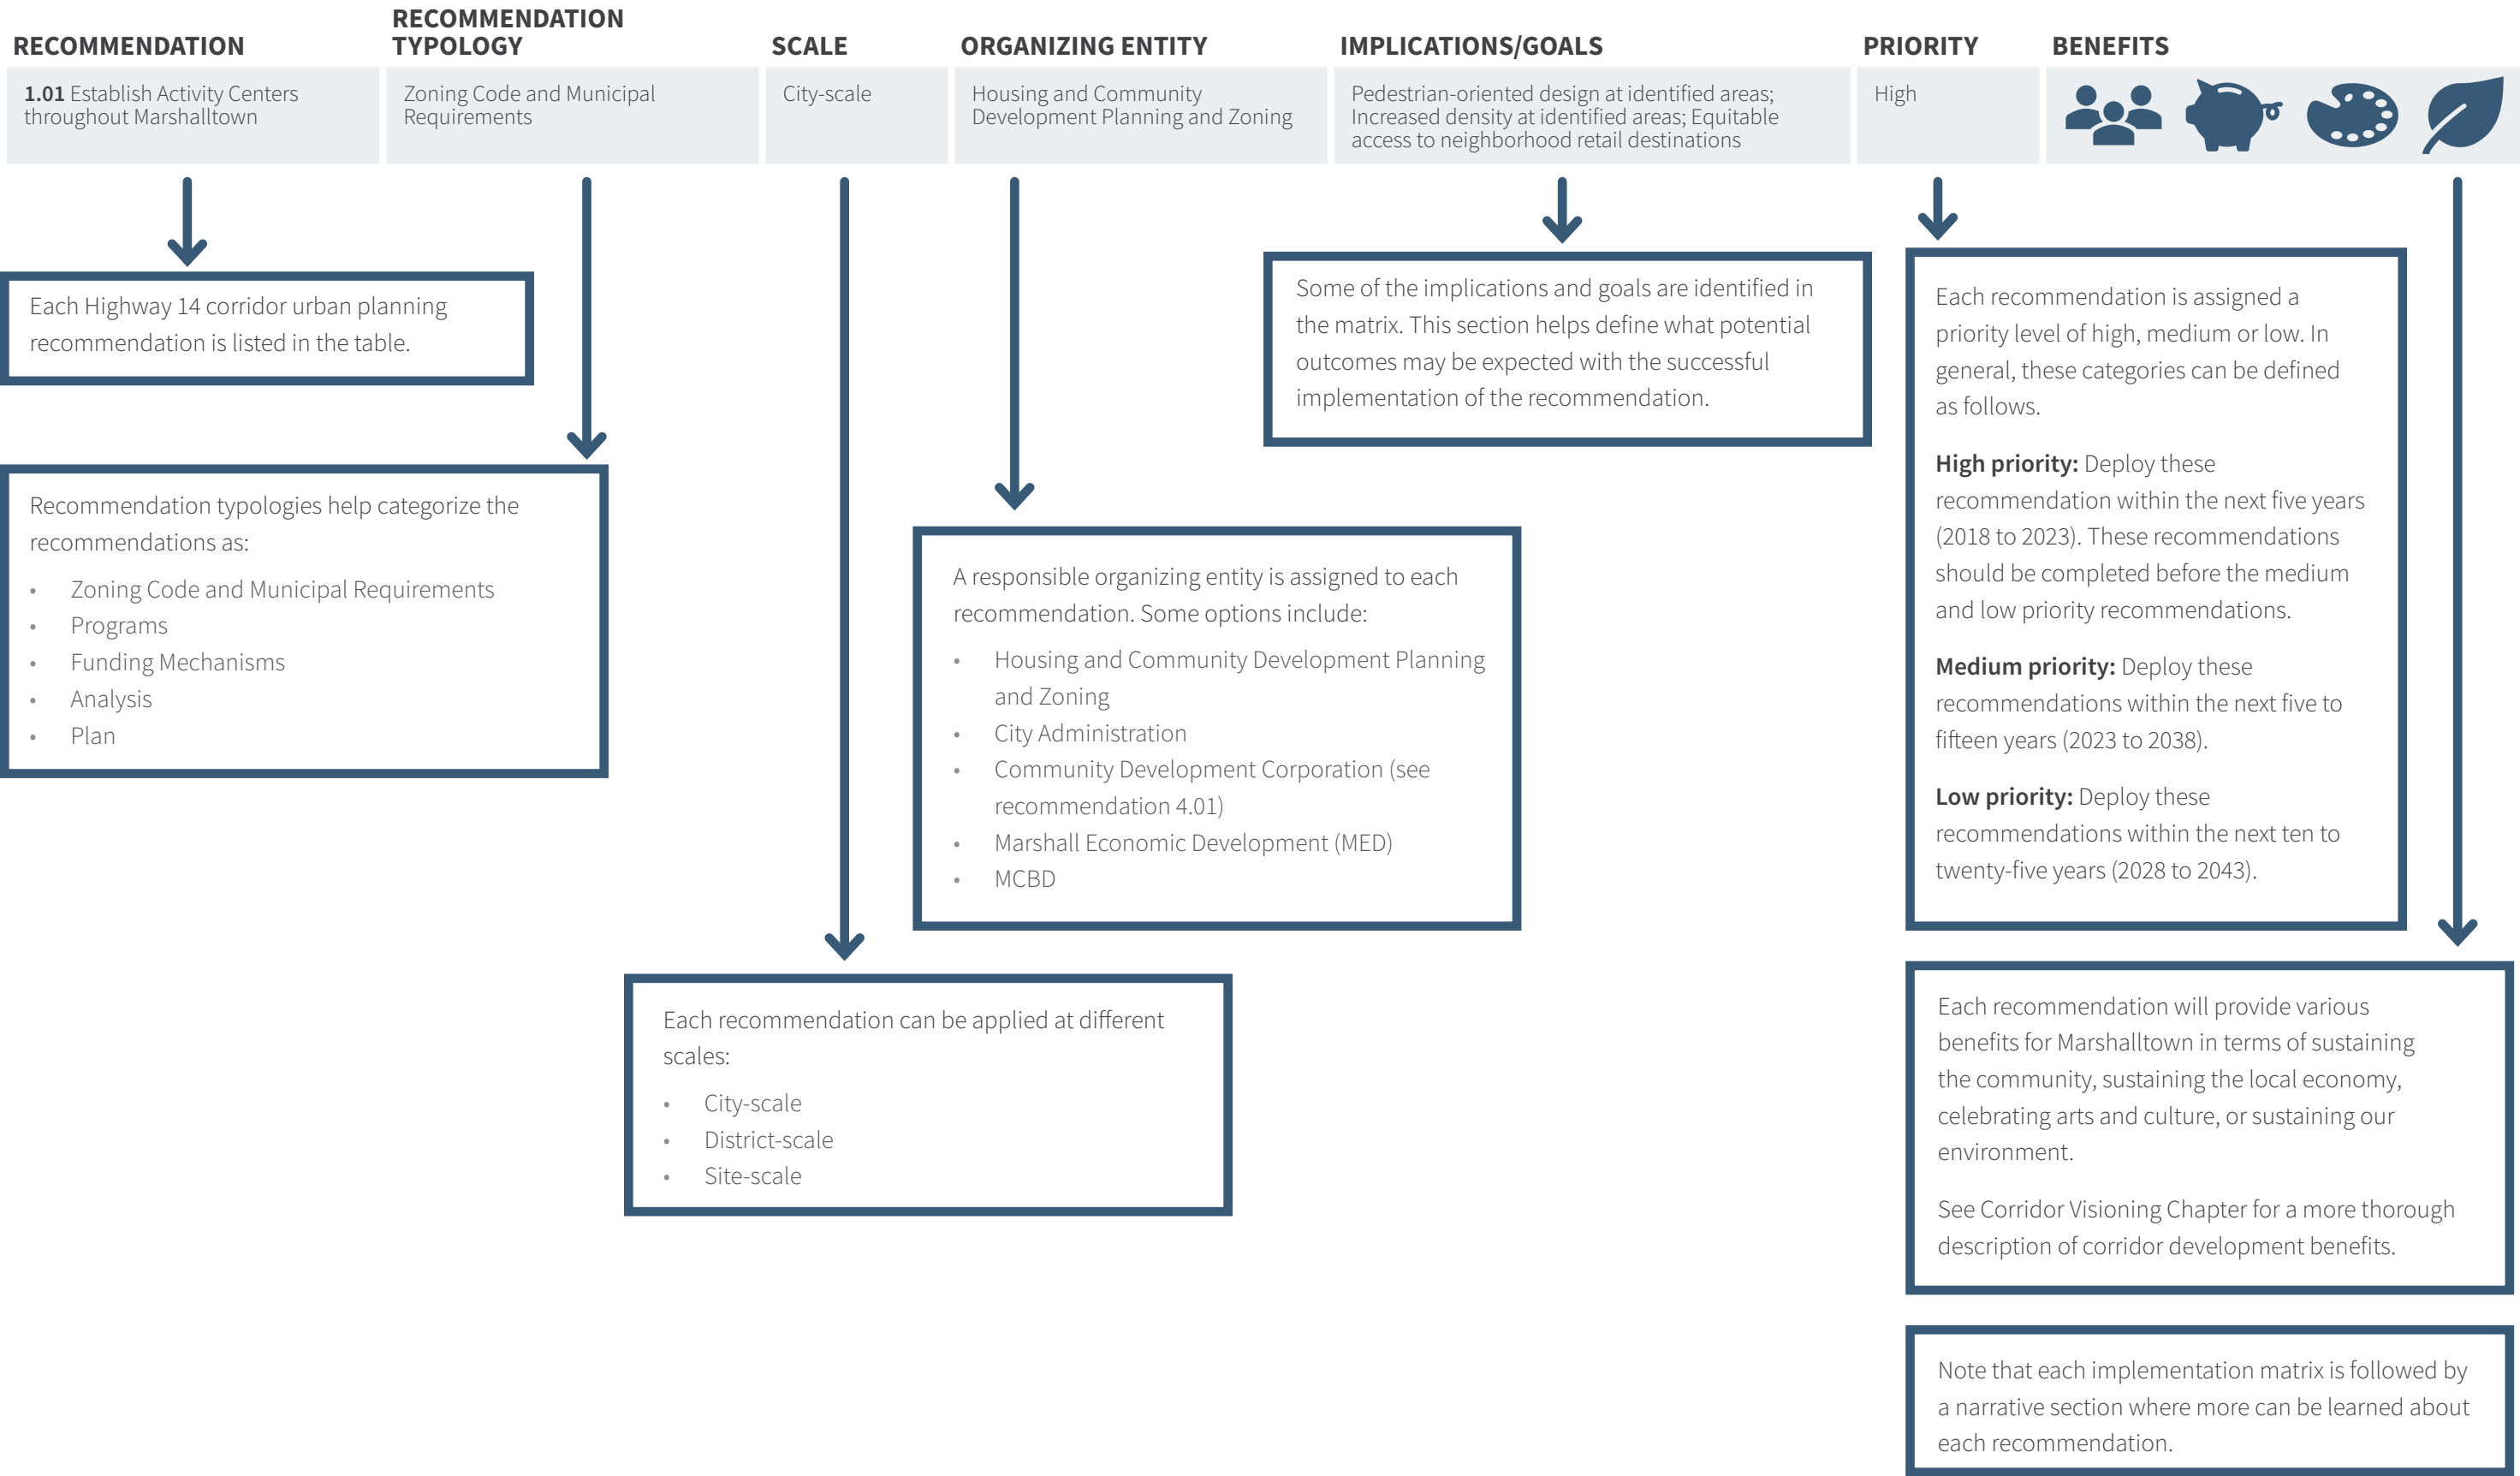 RECOMMENDATION
RECOMMENDATION
TYPOLOGY
SCALE
ORGANIZING ENTITY
IMPLICATIONS/GOALS
PRIORITY
BENEFITS
1.01 Establish Activity Centers
throughout Marshalltown
Zoning Code and Municipal
Requirements
City-scale
Housing and Community
Development Planning and Zoning
Pedestrian-oriented design at identified areas;
Increased density at identified areas; Equitable
access to neighborhood retail destinations
High
Each Highway 14 corridor urban planning
recommendation is listed in the table.
Recommendation typologies help categorize the
recommendations as:
• Zoning Code and Municipal Requirements
• Programs
• Funding Mechanisms
• Analysis
• Plan
Each recommendation can be applied at different
scales:
• City-scale
• District-scale
• Site-scale
A responsible organizing entity is assigned to each
recommendation. Some options include:
• Housing and Community Development Planning
and Zoning
• City Administration
• Community Development Corporation (see
recommendation 4.01)
• Marshall Economic Development (MED)
• MCBD
Some of the implications and goals are identified in
the matrix. This section helps define what potential
outcomes may be expected with the successful
implementation of the recommendation.
Each recommendation is assigned a
priority level of high, medium or low. In
general, these categories can be defined
as follows.
High priority: Deploy these
recommendation within the next five years
(2018 to 2023). These recommendations
should be completed before the medium
and low priority recommendations.
Medium priority: Deploy these
recommendations within the next five to
fifteen years (2023 to 2038).
Low priority: Deploy these
recommendations within the next ten to
twenty-five years (2028 to 2043).
Each recommendation will provide various
benefits for Marshalltown in terms of sustaining
the community, sustaining the local economy,
celebrating arts and culture, or sustaining our
environment.
See Corridor Visioning Chapter for a more thorough
description of corridor development benefits.
Note that each implementation matrix is followed by
a narrative section where more can be learned about
each recommendation.